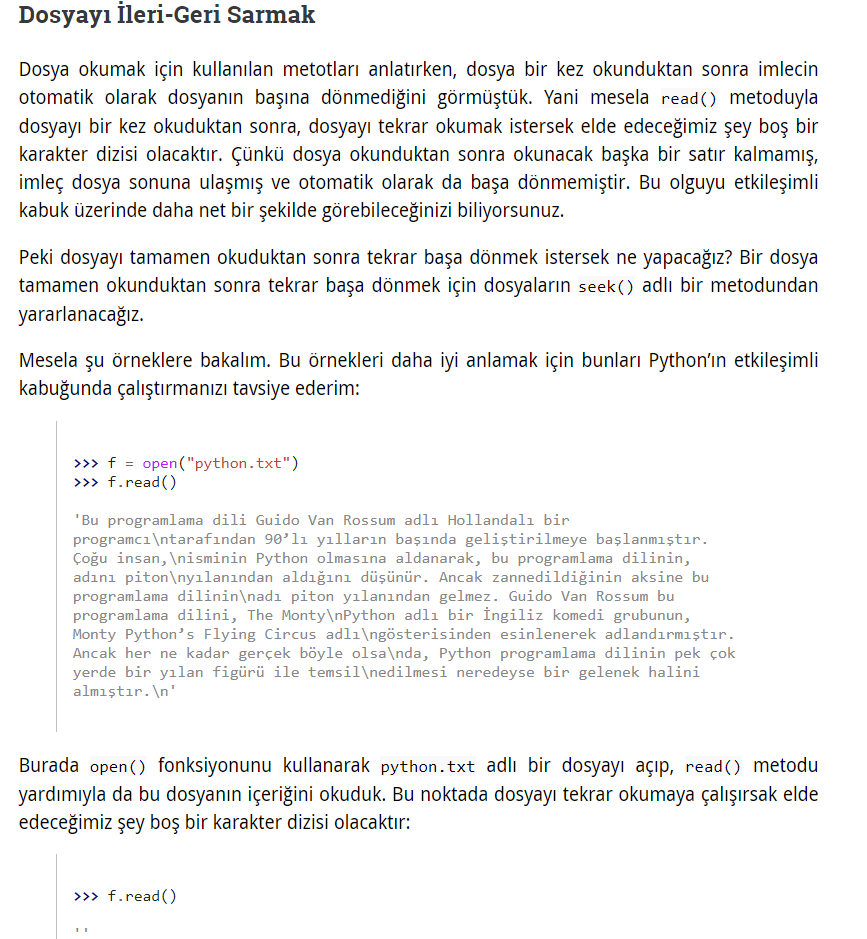 Dosyayı İleri-Geri Sarmak
Dosya okumak için kullanılan metotları anlatırken, dosya bir kez okunduktan sonra imlecin
otomatik olarak dosyanın başına dönmediğini görmüştük. Yani mesela read() metoduyla
dosyayı bir kez okuduktan sonra, dosyayı tekrar okumak istersek elde edeceğimiz şey boş bir
karakter dizisi olacaktır. Çünkü dosya okunduktan sonra okunacak başka bir satır kalmamış,
imleç dosya sonuna ulaşmış ve otomatik olarak da başa dönmemiştir. Bu olguyu etkileşimli
kabuk üzerinde daha net bir şekilde görebileceğinizi biliyorsunuz.
Peki dosyayı tamamen okuduktan sonra tekrar başa dönmek istersek ne yapacağız? Bir dosya
tamamen okunduktan sonra tekrar başa dönmek için dosyaların seek() adlı bir metodundan
yararlanacağız.
Mesela şu örneklere bakalım. Bu örnekleri daha iyi anlamak için bunları Python’ın etkileşimli
kabuğunda çalıştırmanızı tavsiye ederim:
>>> f = open("python.txt")
>>> f.read()
'Bu programlama dili Guido Van Rossum adlı Hollandalı bir
programcı\ntarafından 90’lı yılların başında geliştirilmeye başlanmıştır.
Çoğu insan,\nisminin Python olmasına aldanarak, bu programlama dilinin,
adını piton\nyılanından aldığını düşünür. Ancak zannedildiğinin aksine bu
programlama dilinin\nadı piton yılanından gelmez. Guido Van Rossum bu
programlama dilini, The Monty\nPython adlı bir İngiliz komedi grubunun,
Monty Python’s Flying Circus adlı\ngösterisinden esinlenerek adlandırmıştır.
Ancak her ne kadar gerçek böyle olsa\nda, Python programlama dilinin pek çok
yerde bir yılan figürü ile temsil\nedilmesi neredeyse bir gelenek halini
almıştır.\n'
Burada open() fonksiyonunu kullanarak python.txt adlı bir dosyayı açıp, read() metodu
yardımıyla da bu dosyanın içeriğini okuduk. Bu noktada dosyayı tekrar okumaya çalışırsak elde
edeceğimiz şey boş bir karakter dizisi olacaktır:
>>> f.read()
''